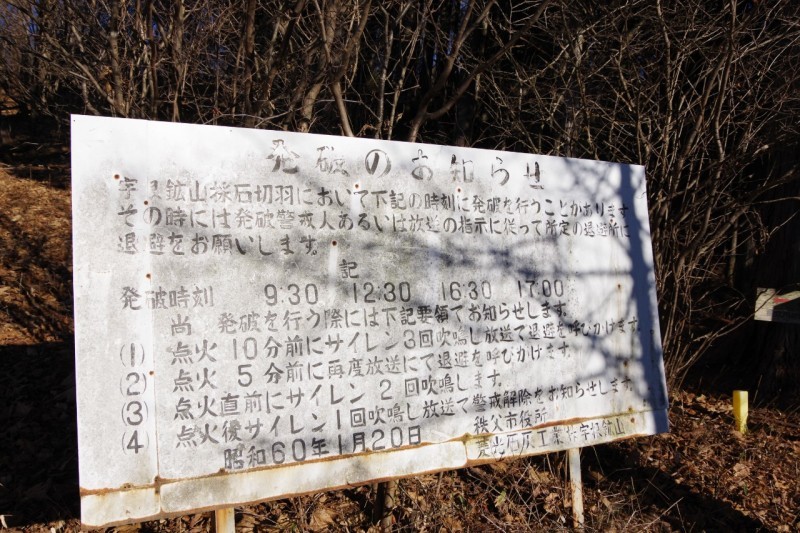 発破のお知らせ
宇根鉱山採石切羽において下記の時刻に発破を行うことがあります
その時には発破警戒人あるいは放送の指示に従って所定の退避所に
退避をお願いします。
記
発破時刻 9:30 12:30 16:30 17:00
尚 発破を行う際には下記要領でお知らせします
(1) 点火 10分前にサイレン3回吹鳴し放送で退避を呼びかけます.
(2) 点火 5分前に再度放送にて退避を呼びかけます.
(3) 点火直前にサイレン 2回吹鳴します.
(4) 点火後サイレン1回吹鳴し放送で警戒解除をお知らせします.
昭和60年1月20日 秩父市役所
石灰工業 宇根鉱山